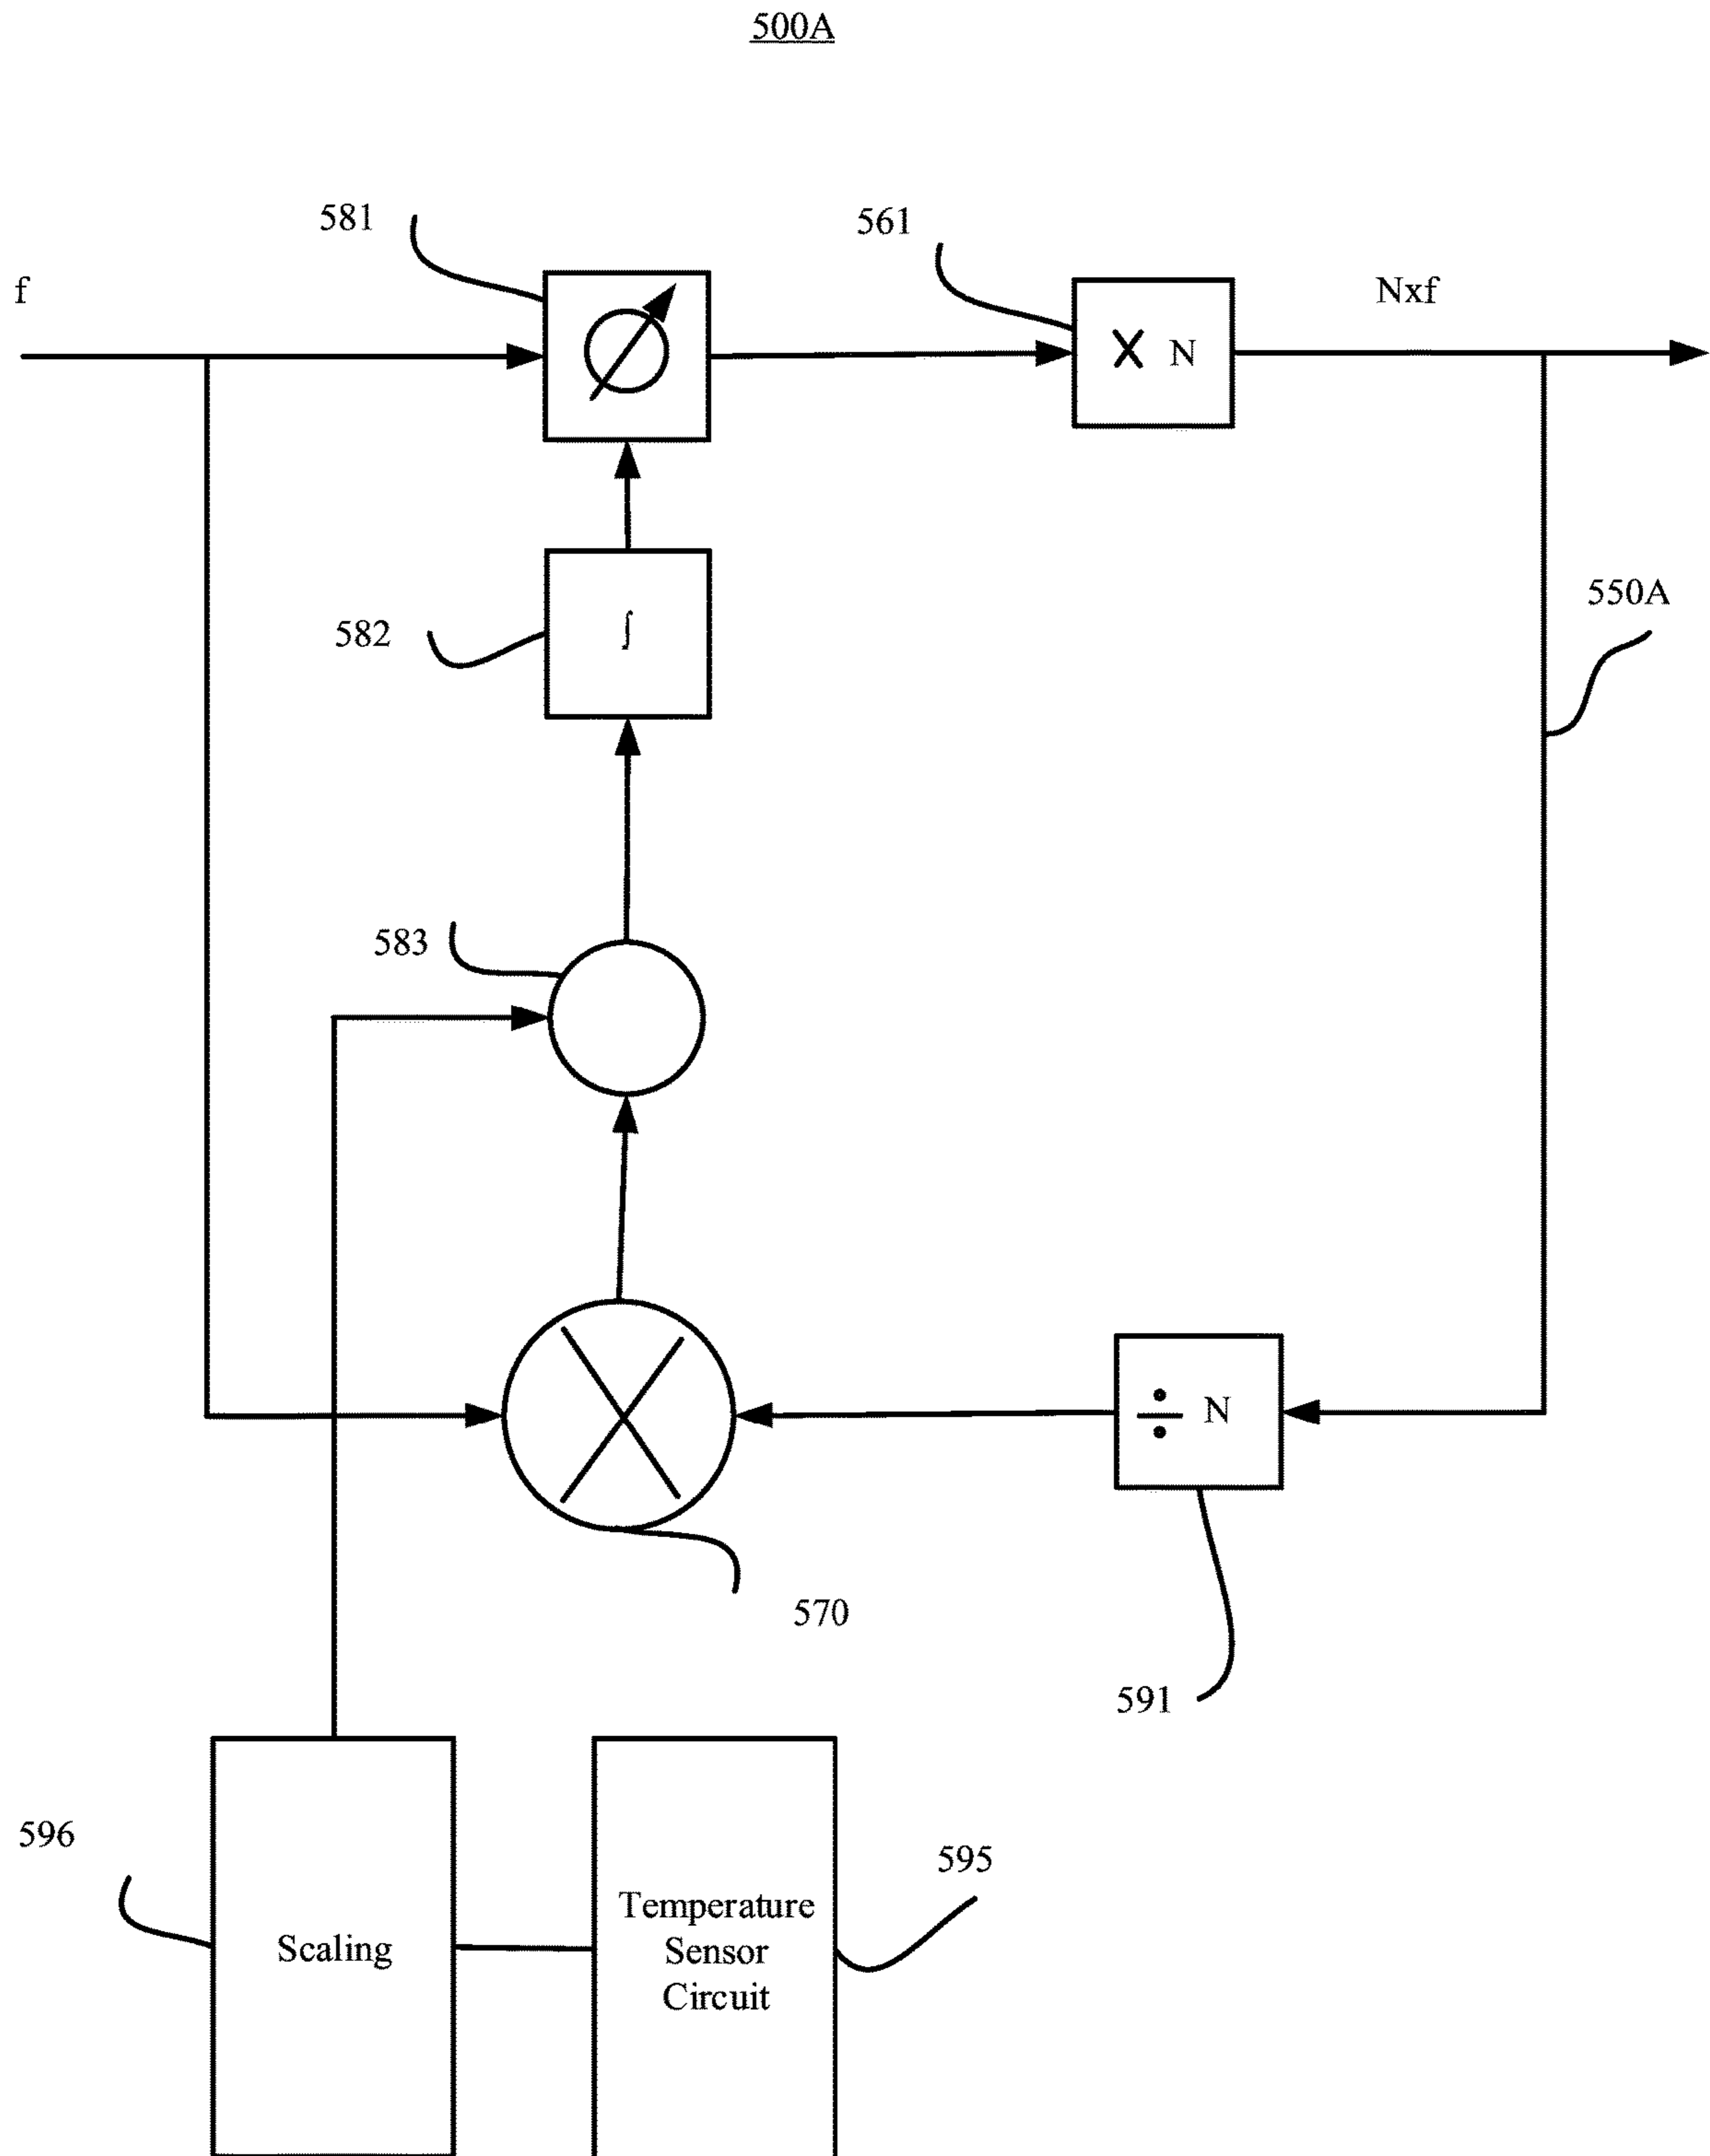 500A
581
561
f
Nxf
X N
550A
582
∫
583
÷ N
570
591
596
595
Scaling
Temperature
Sensor
Circuit